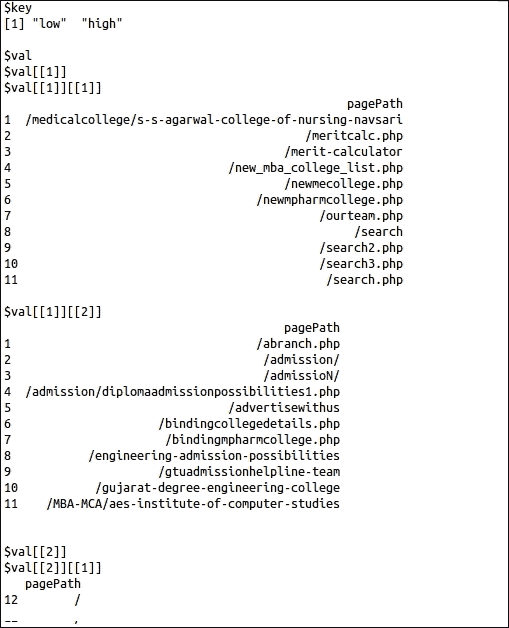 $key
[1] "low"  "high"

$val
$val[[1]]
$val[[1]][[1]]
                                              pagePath
1  /medicalcollege/s-s-agarwal-college-of-nursing-navsari
2                                        /meritcalc.php
3                                     /merit-calculator
4                             /new_mba_college_list.php
5                                     /newmecollege.php
6                                 /newmpharmcollege.php
7                                          /ourteam.php
8                                               /search
9                                          /search2.php
10                                         /search3.php
11                                          /search.php

$val[[1]][[2]]
                                     pagePath
1                                /abranch.php
2                                 /admission/
3                                 /admissioN/
4  /admission/diplomaadmissionpossibilities1.php
5                            /advertisewithus
6                  /bindingcollegedetails.php
7                   /bindingmpharmcollege.php
8        /engineering-admission-possibilities
9                  /gtuadmissionhelpline-team
10        /gujarat-degree-engineering-college
11   /MBA-MCA/aes-institute-of-computer-studies

$val[[2]]
$val[[2]][[1]]
   pagePath
12        /